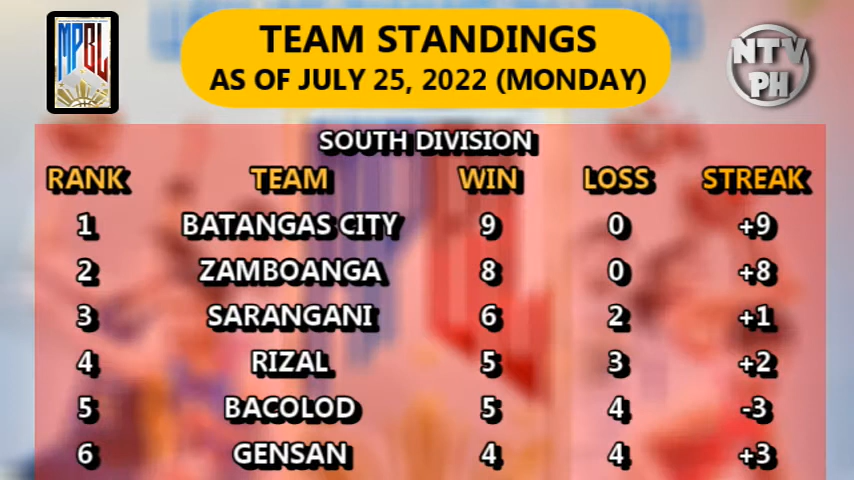 MPBL
TEAM STANDINGS
AS OF JULY 25, 2022 (MONDAY)
NTV
PH
SOUTH DIVISION
RANK TEAM WIN LOSS STREAK
1 BATANGAS CITY 9 0 +9
2 ZAMBOANGA 8 0 +8
3 SARANGANI 6 2 +1
4 RIZAL 5 3 +2
5 BACOLOD 5 4 -3
6 GENSAN 4 4 +3